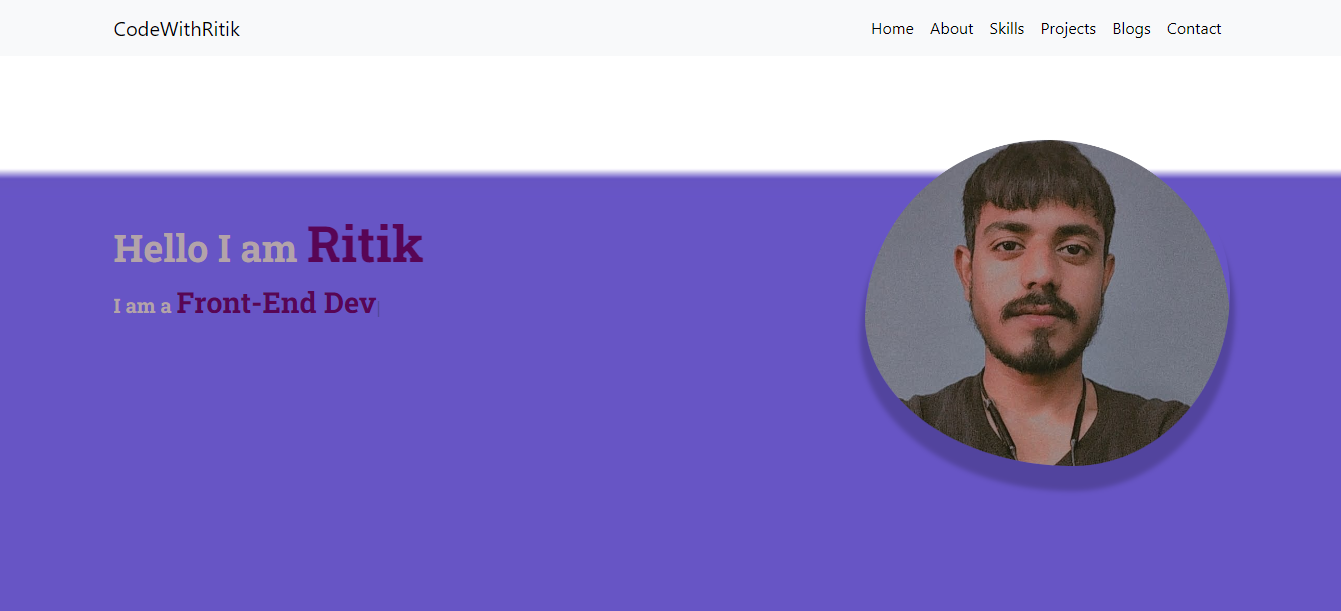 CodeWithRitik
Home About Skills Projects Blogs Contact
Hello I am Ritik
I am a Front-End Dev